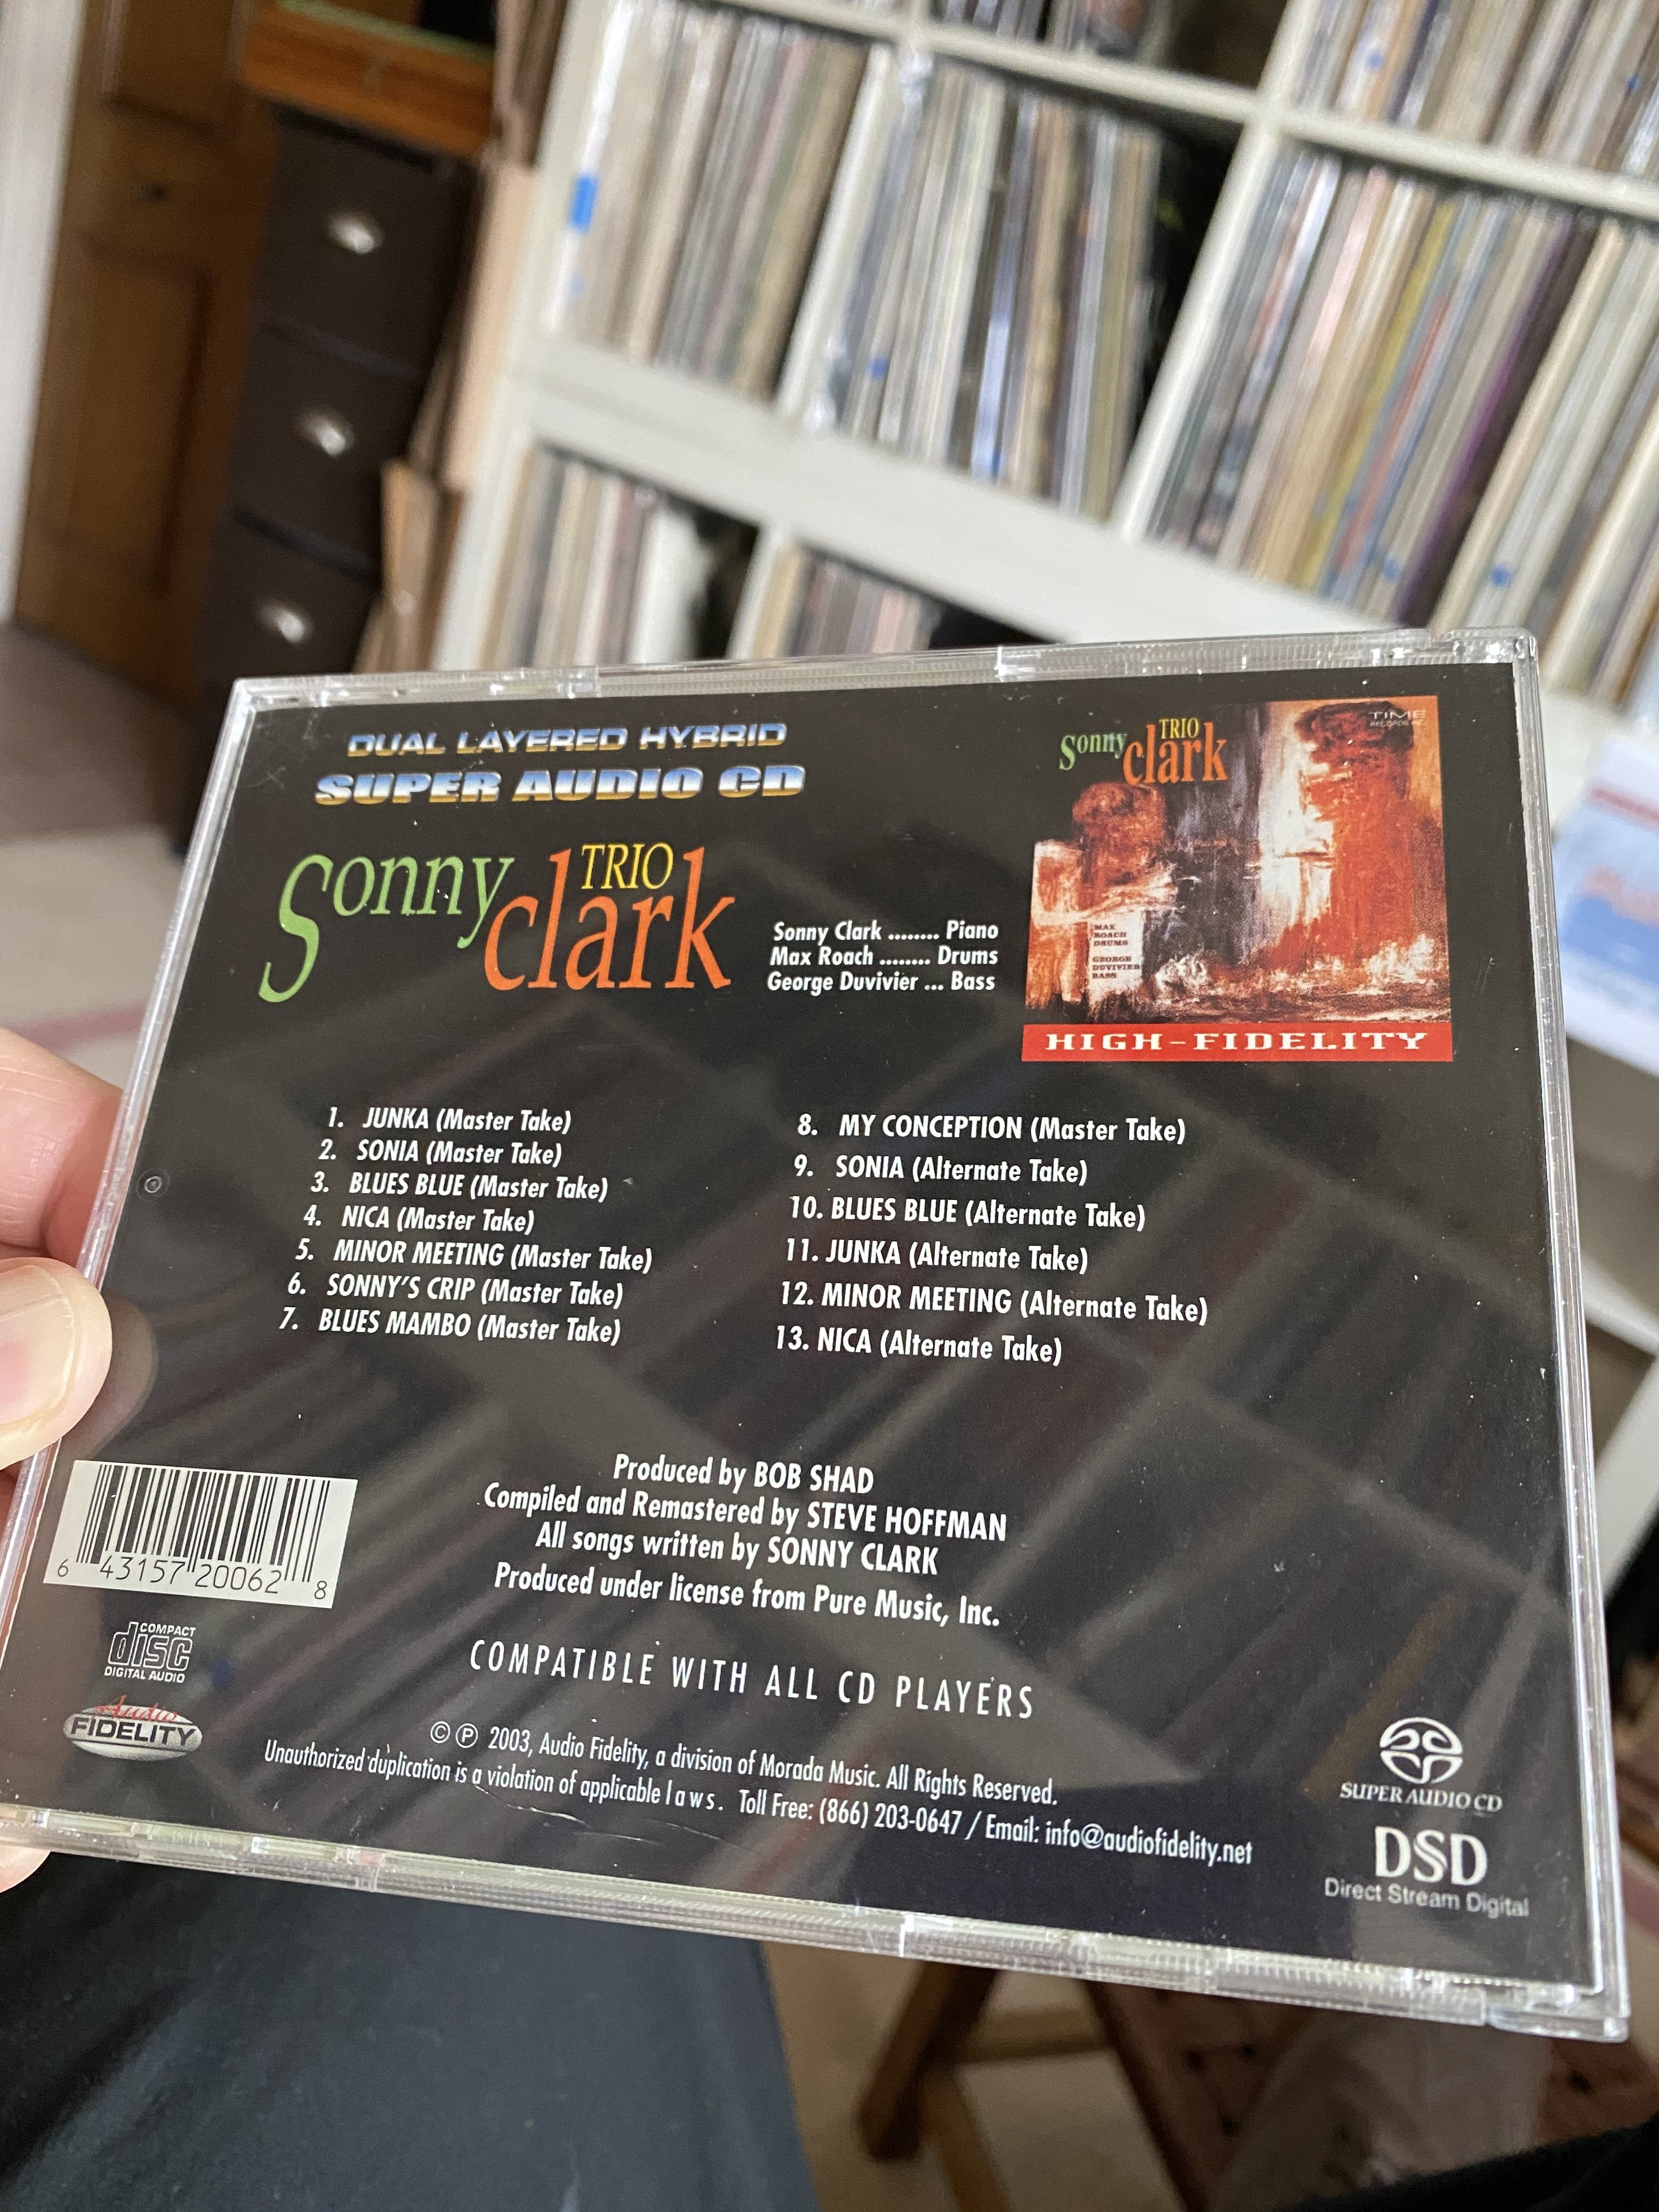 DUAL LAYERED HYBRID
SUPER AUDIO CD
Sonny Clark TRIO
Sonny Clark ........ Piano
Max Roach ........ Drums
George Duvivier ... Bass
TIME
RECORDS INC.
Sonny Clark TRIO
MAX
ROACH
DRUMS
GEORGE
DUVIVIER
BASS
HIGH-FIDELITY
1. JUNKA (Master Take)
2. SONIA (Master Take)
3. BLUES BLUE (Master Take)
4. NICA (Master Take)
5. MINOR MEETING (Master Take)
6. SONNY'S CRIP (Master Take)
7. BLUES MAMBO (Master Take)
8. MY CONCEPTION (Master Take)
9. SONIA (Alternate Take)
10. BLUES BLUE (Alternate Take)
11. JUNKA (Alternate Take)
12. MINOR MEETING (Alternate Take)
13. NICA (Alternate Take)
Produced by BOB SHAD
Compiled and Remastered by STEVE HOFFMAN
All songs written by SONNY CLARK
Produced under license from Pure Music, Inc.
6 43157 20062 8
COMPACT
disc
DIGITAL AUDIO
Audio
FIDELITY
COMPATIBLE WITH ALL CD PLAYERS
©℗ 2003, Audio Fidelity, a division of Morada Music. All Rights Reserved.
Unauthorized duplication is a violation of applicable laws. Toll Free: (866) 203-0647 / Email: info@audiofidelity.net
SUPER AUDIO CD
DSD
Direct Stream Digital